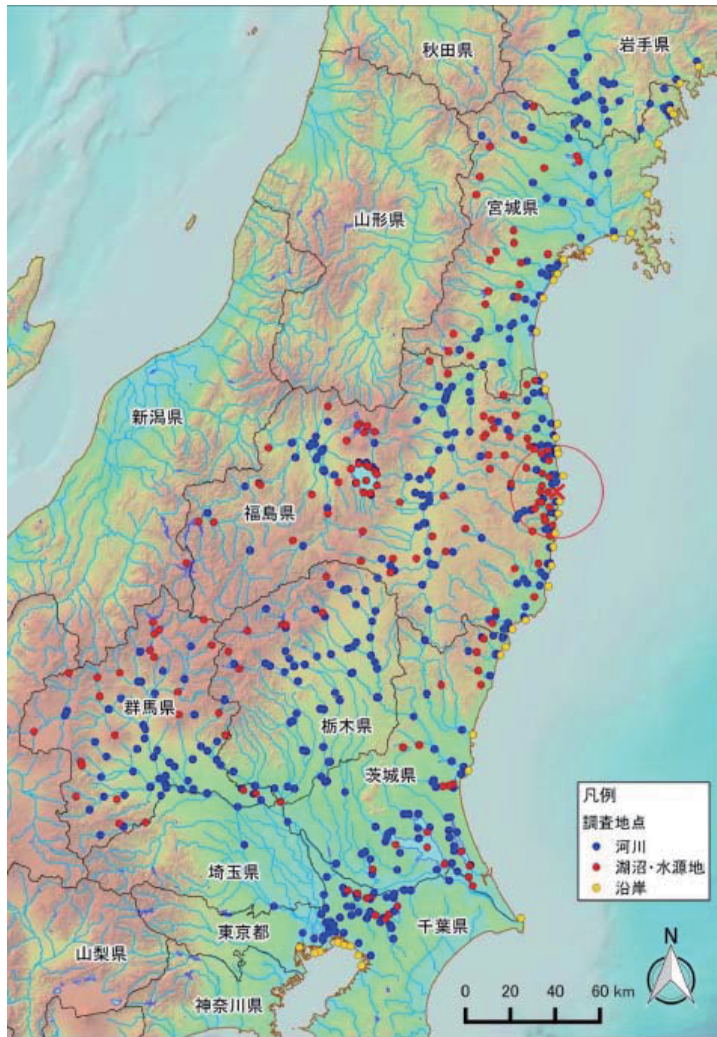 秋田県
岩手県
山形県
宮城県
新潟県
福島県
群馬県
栃木県
茨城県
凡例
調査地点
河川
湖沼・水源地
沿岸
埼玉県
東京都
千葉県
山梨県
神奈川県
N
0 20 40 60 km